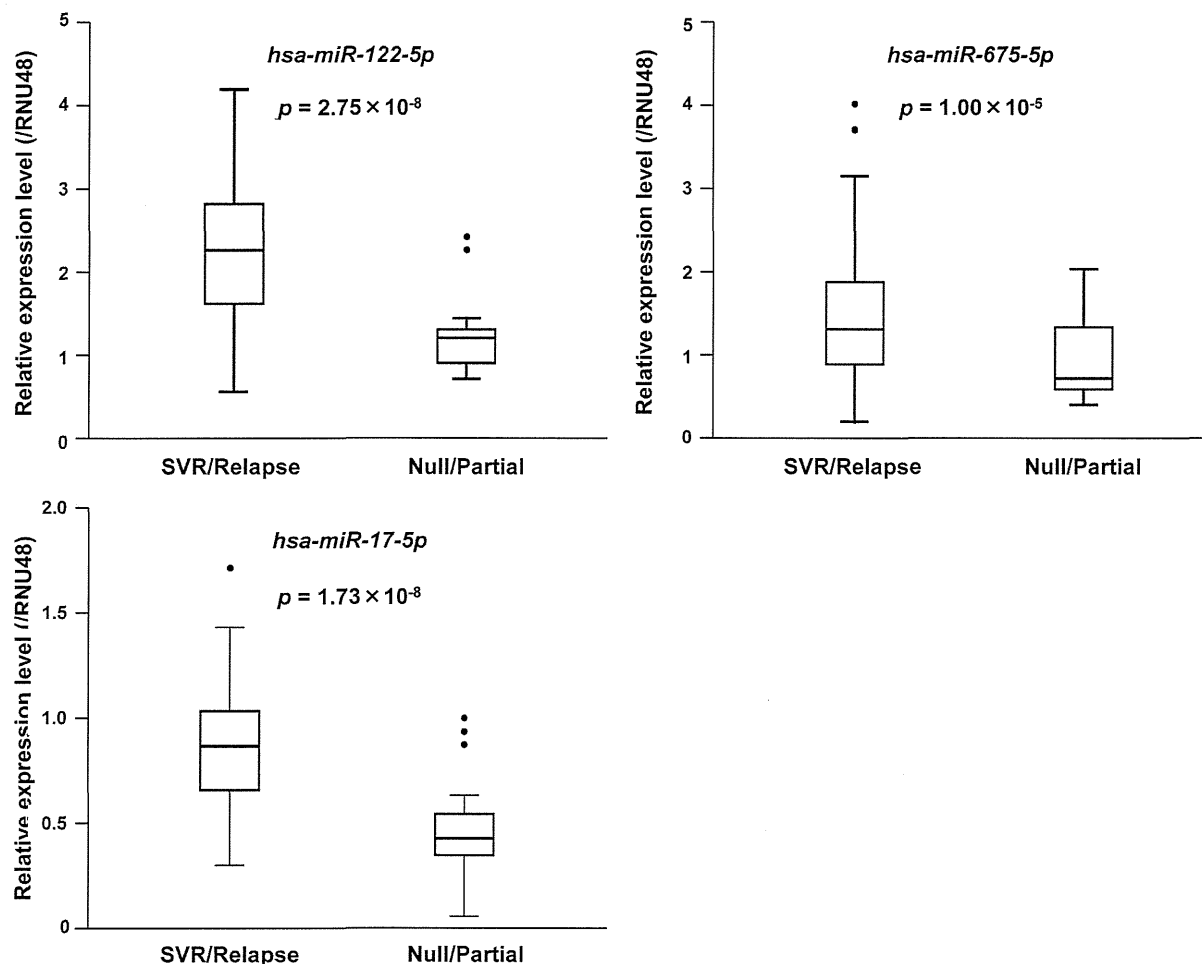 Relative expression level (/RNU48)
5
4
3
2
1
0
hsa-miR-122-5p
p = 2.75×10-8
SVR/Relapse
Null/Partial
Relative expression level (/RNU48)
5
4
3
2
1
0
hsa-miR-675-5p
p = 1.00×10-5
SVR/Relapse
Null/Partial
Relative expression level (/RNU48)
2.0
1.5
1.0
0.5
0
hsa-miR-17-5p
p = 1.73×10-8
SVR/Relapse
Null/Partial